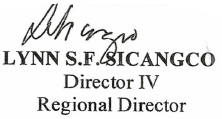 LYNN S.F. SICANGCO
Director IV
Regional Director